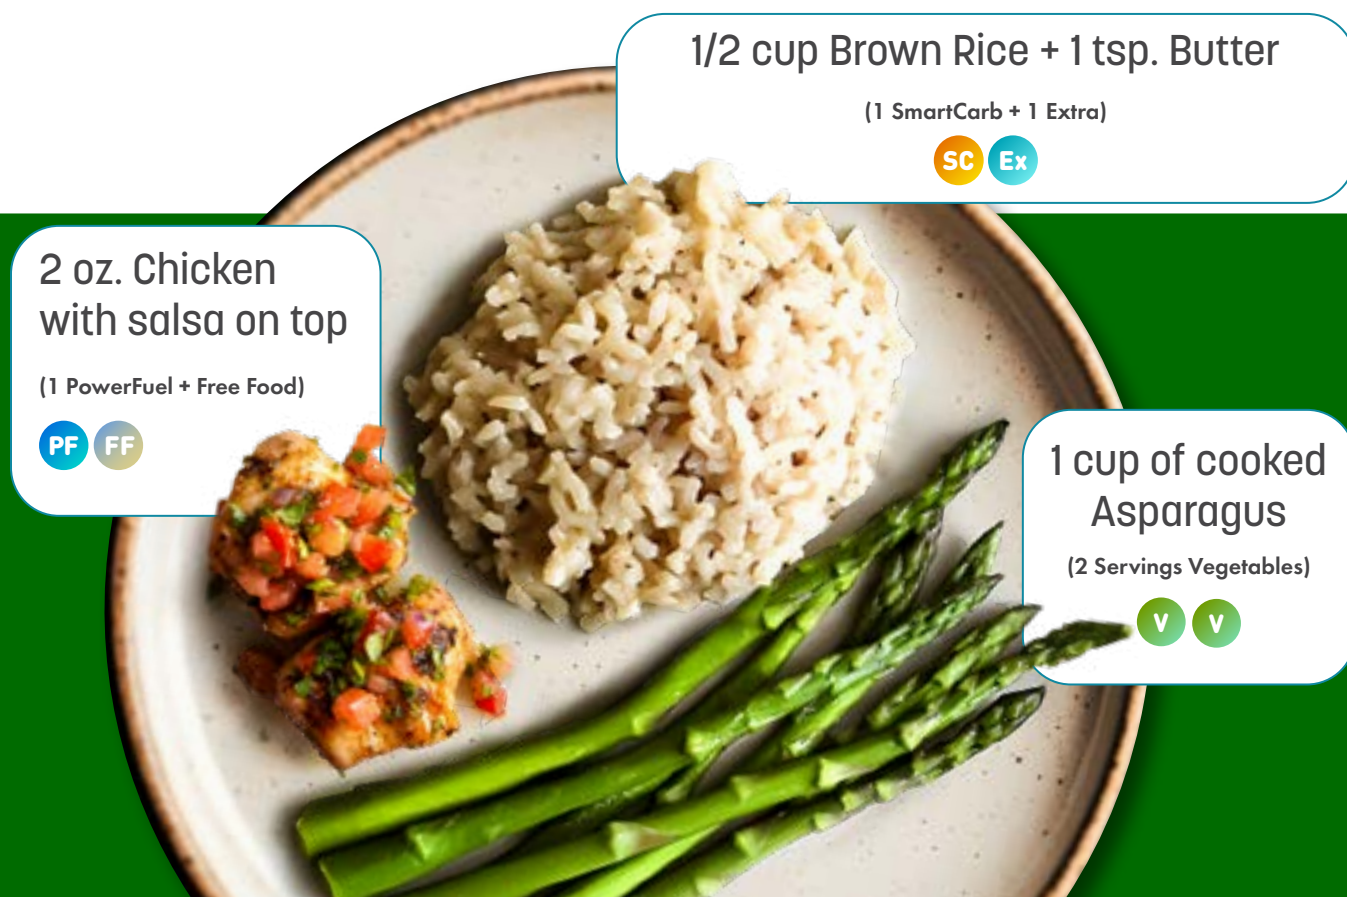 1/2 cup Brown Rice + 1 tsp. Butter
(1 SmartCarb + 1 Extra)
SC Ex
2 oz. Chicken
with salsa on top
(1 PowerFuel + Free Food)
PF FF
1 cup of cooked
Asparagus
(2 Servings Vegetables)
V V